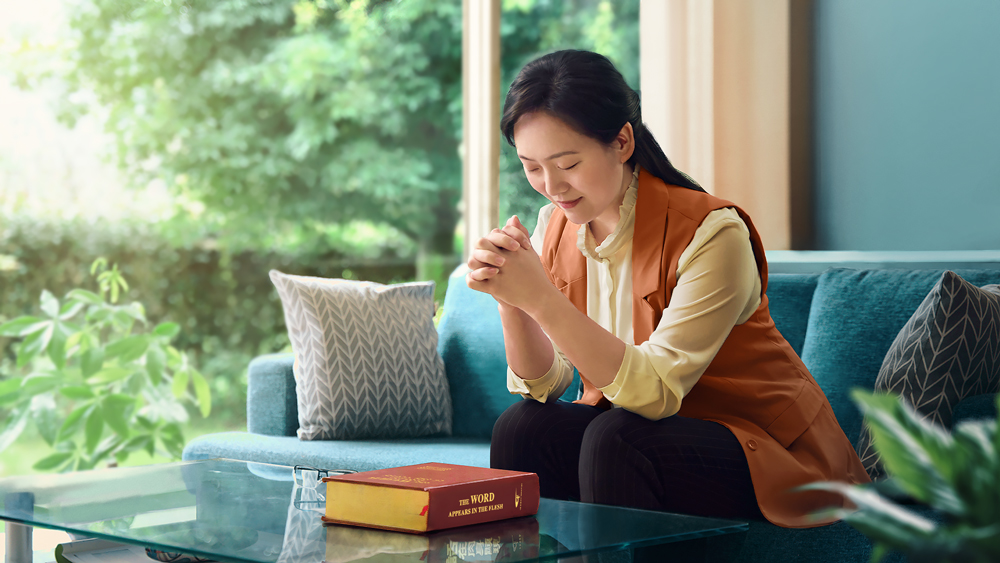 The WORD
APPEARS IN THE FLESH